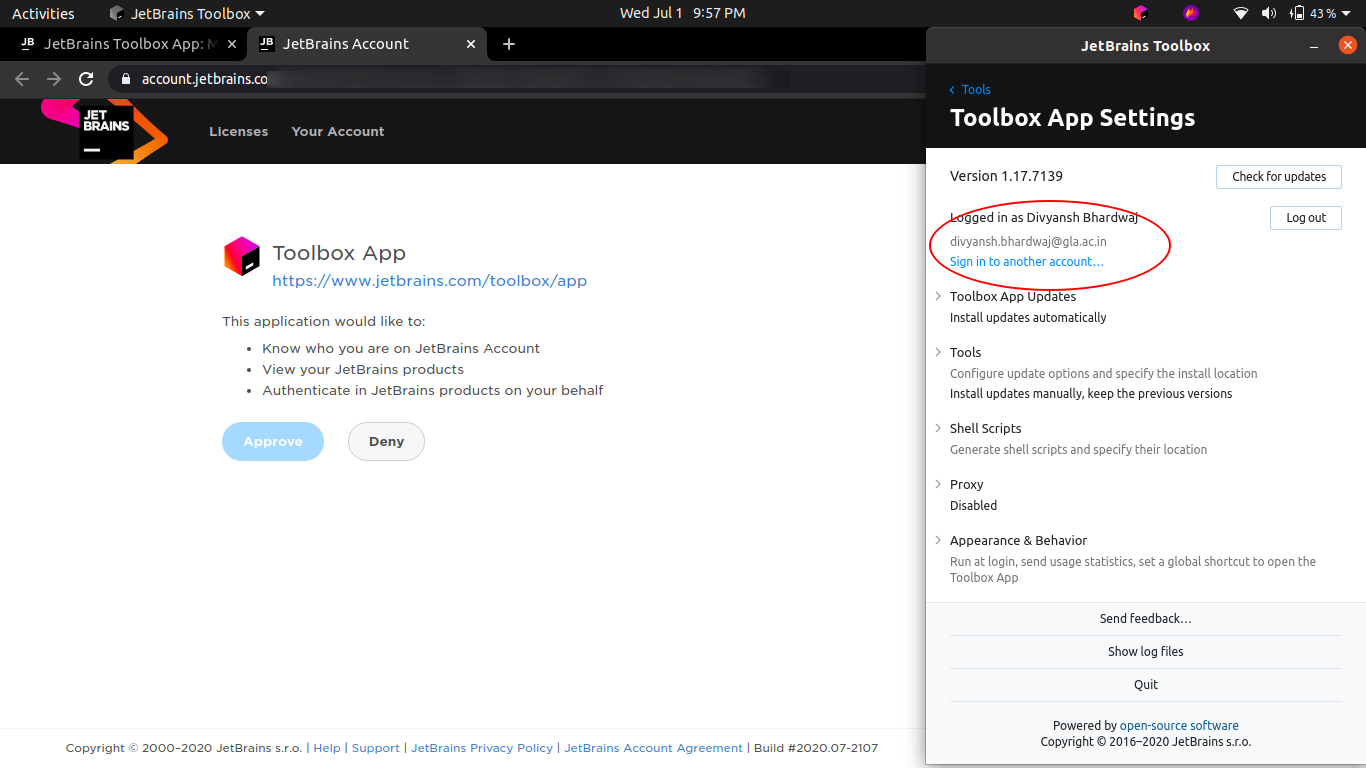 Activities
JetBrains Toolbox
Wed Jul 1 9:57 PM
43 %
JB JetBrains Toolbox App:
JB JetBrains Account
account.jetbrains.co
JET
BRAINS
Licenses
Your Account
Toolbox App
https://www.jetbrains.com/toolbox/app
This application would like to:
• Know who you are on JetBrains Account
• View your JetBrains products
• Authenticate in JetBrains products on your behalf
Approve
Deny
Copyright © 2000–2020 JetBrains s.r.o. | Help | Support | JetBrains Privacy Policy | JetBrains Account Agreement | Build #2020.07-2107
JetBrains Toolbox
Tools
Toolbox App Settings
Version 1.17.7139
Check for updates
Logged in as Divyansh Bhardwaj
Log out
divyansh.bhardwaj@gla.ac.in
Sign in to another account…
Toolbox App Updates
Install updates automatically
Tools
Configure update options and specify the install location
Install updates manually, keep the previous versions
Shell Scripts
Generate shell scripts and specify their location
Proxy
Disabled
Appearance & Behavior
Run at login, send usage statistics, set a global shortcut to open the
Toolbox App
Send feedback…
Show log files
Quit
Powered by open-source software
Copyright © 2016–2020 JetBrains s.r.o.